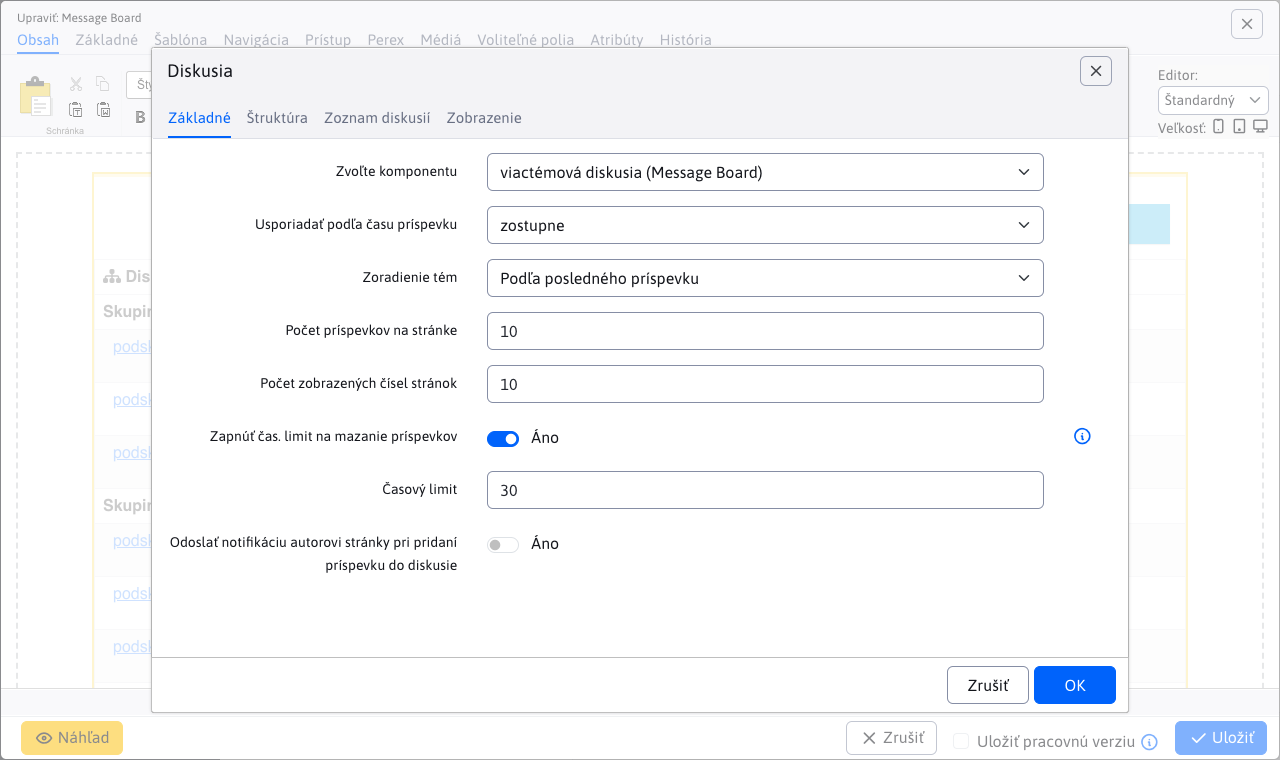 Upraviť: Message Board
Obsah Základné Šablóna Navigácia Prístup Perex Médiá Voliteľné polia Atribúty História
Schránka
B
Editor:
Štandardný
Veľkosť:
Diskusia
Základné Štruktúra Zoznam diskusií Zobrazenie
Zvoľte komponentu
viactémová diskusia (Message Board)
Usporiadať podľa času príspevku
zostupne
Zoradenie tém
Podľa posledného príspevku
Počet príspevkov na stránke
10
Počet zobrazených čísel stránok
10
Zapnúť čas. limit na mazanie príspevkov
Áno
Časový limit
30
Odoslať notifikáciu autorovi stránky pri pridaní
príspevku do diskusie
Áno
Zrušiť OK
Náhľad
Zrušiť
Uložiť pracovnú verziu
Uložiť